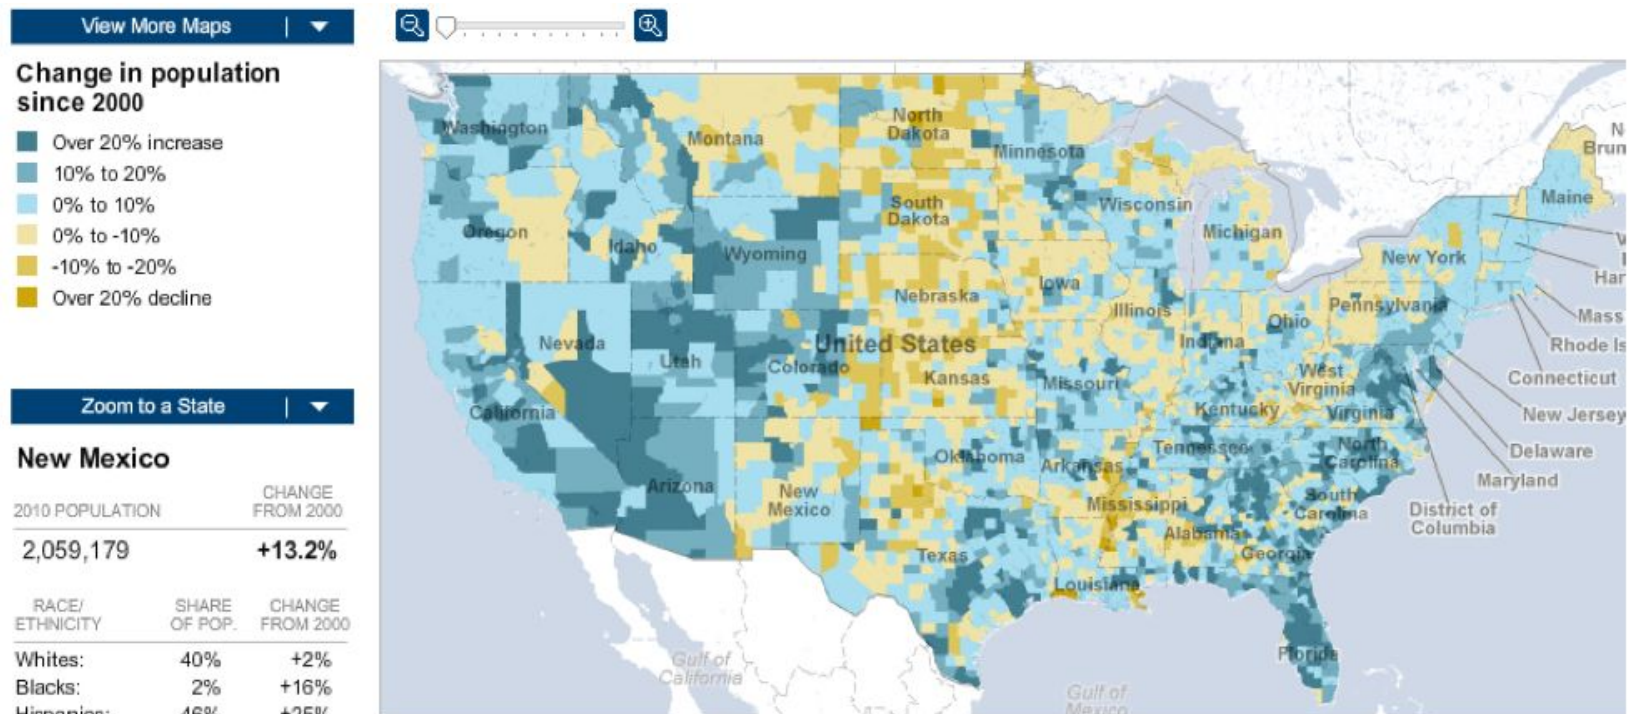 View More Maps
Change in population
since 2000
Over 20% increase
10% to 20%
0% to 10%
0% to -10%
-10% to -20%
Over 20% decline
Zoom to a State
New Mexico
2010 POPULATION
CHANGE
FROM 2000
2,059,179
+13.2%
RACE/
ETHNICITY
SHARE
OF POP.
CHANGE
FROM 2000
Whites: 40% +2%
Blacks: 2% +16%
Hispanics: 46% +25%
Washington
Montana
North
Dakota
Minnesota
Oregon
Idaho
Wyoming
South
Dakota
Wisconsin
Michigan
New York
Maine
N
Brun
V
Har
Mass
Rhode Is
Connecticut
New Jersey
Delaware
Maryland
District of
Columbia
Nebraska
Iowa
Illinois
Indiana
Ohio
Pennsylvania
Nevada
Utah
Colorado
United States
Kansas
Missouri
West
Virginia
Kentucky
Virginia
California
Arizona
New
Mexico
Oklahoma
Arkansas
Tennessee
North
Carolina
South
Carolina
Mississippi
Alabama
Georgia
Texas
Louisiana
Florida
Gulf of
California
Gulf of
Mexico